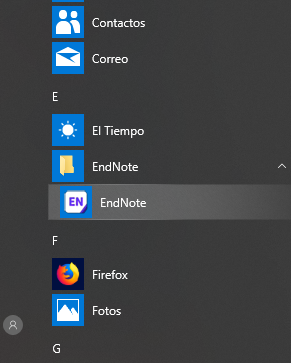 Contactos
Correo
E
El Tiempo
EndNote
EN
EndNote
F
Firefox
Fotos
G